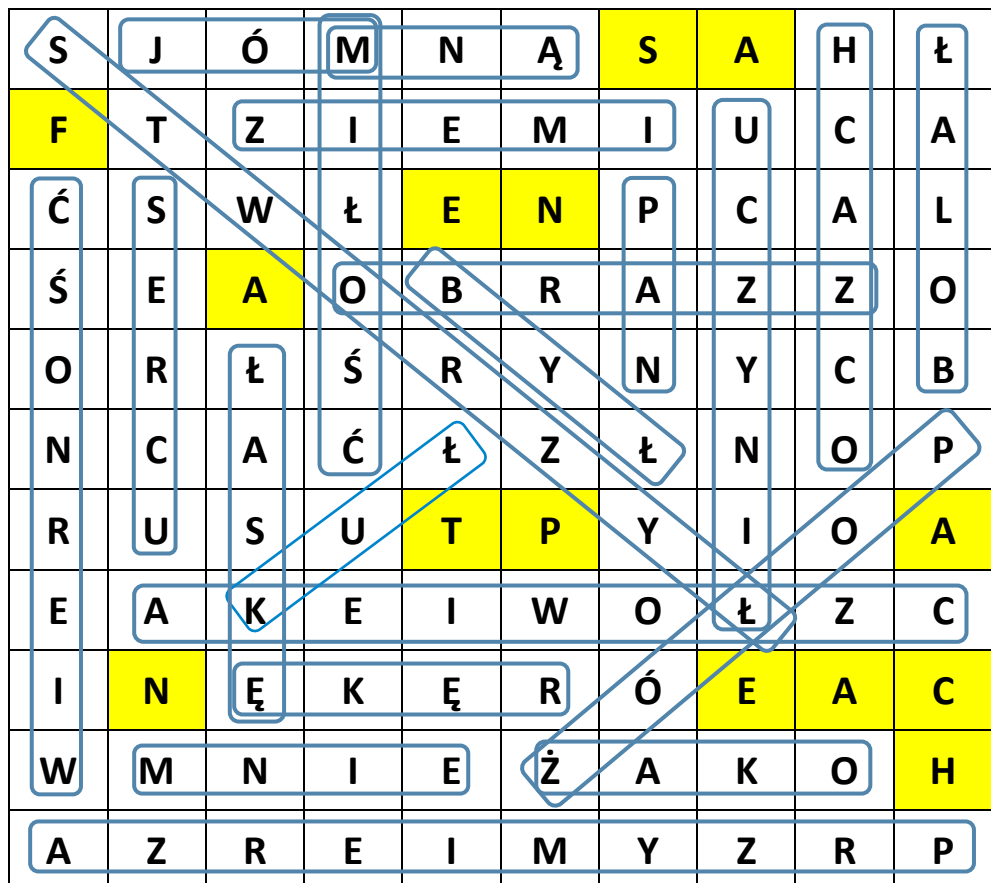 S J Ó M N Ą S A H Ł
F T Z I E M I U C A
Ć S W Ł E N P C A L
Ś E A O B R A Z Z O
O R Ł Ś R Y N Y C B
N C A Ć Ł Z Ł N O P
R U S U T P Y I O A
E A K E I W O Ł Z C
I N Ę K Ę R Ó E A C
W M N I E Ż A K O H
A Z R E I M Y Z R P